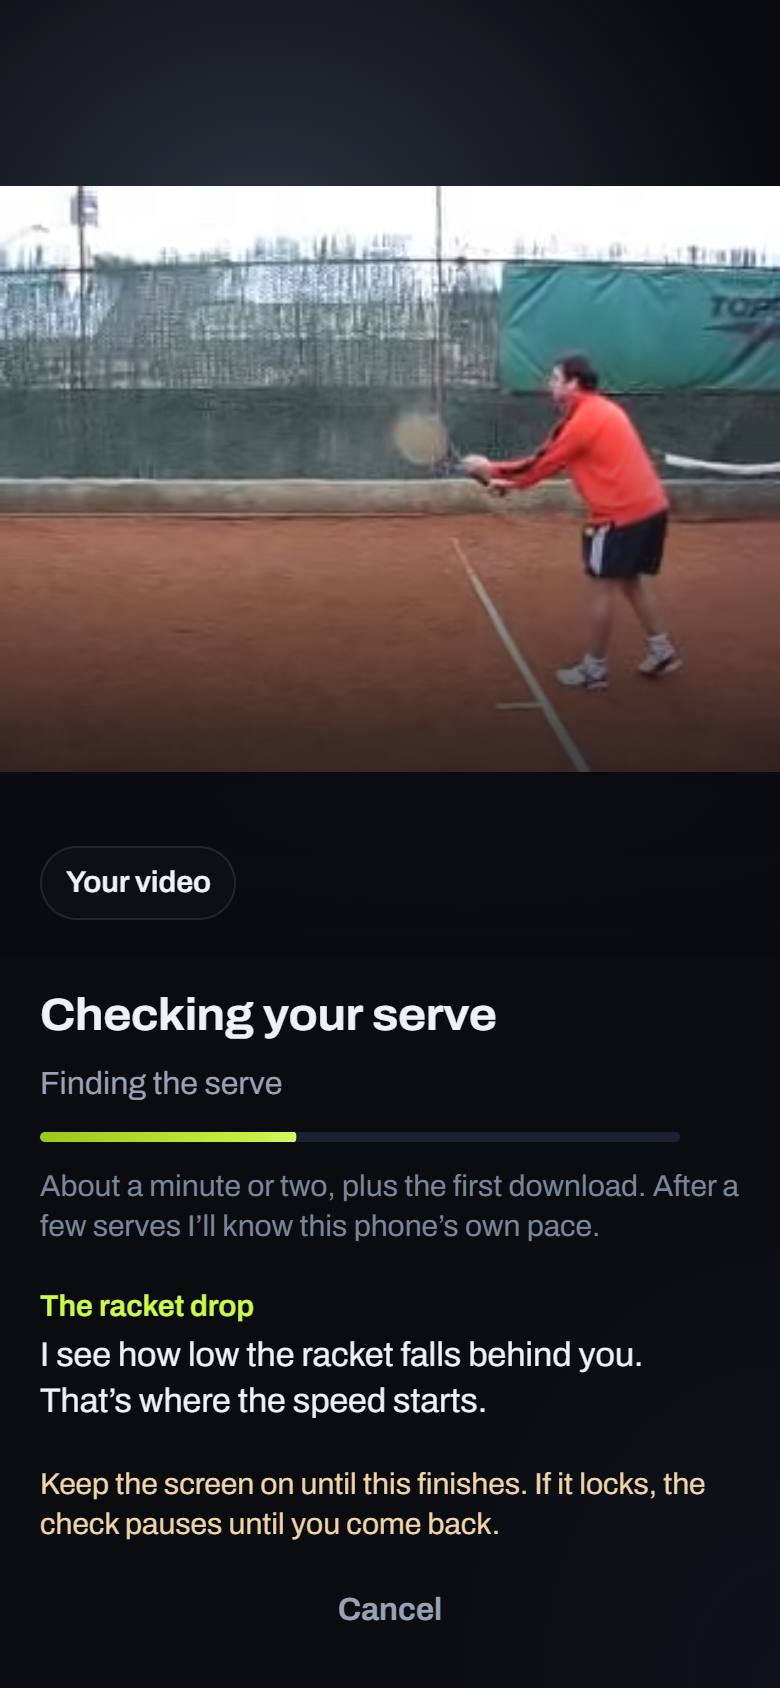 Your video
Checking your serve
Finding the serve
About a minute or two, plus the first download. After a
few serves I’ll know this phone’s own pace.
The racket drop
I see how low the racket falls behind you.
That’s where the speed starts.
Keep the screen on until this finishes. If it locks, the
check pauses until you come back.
Cancel